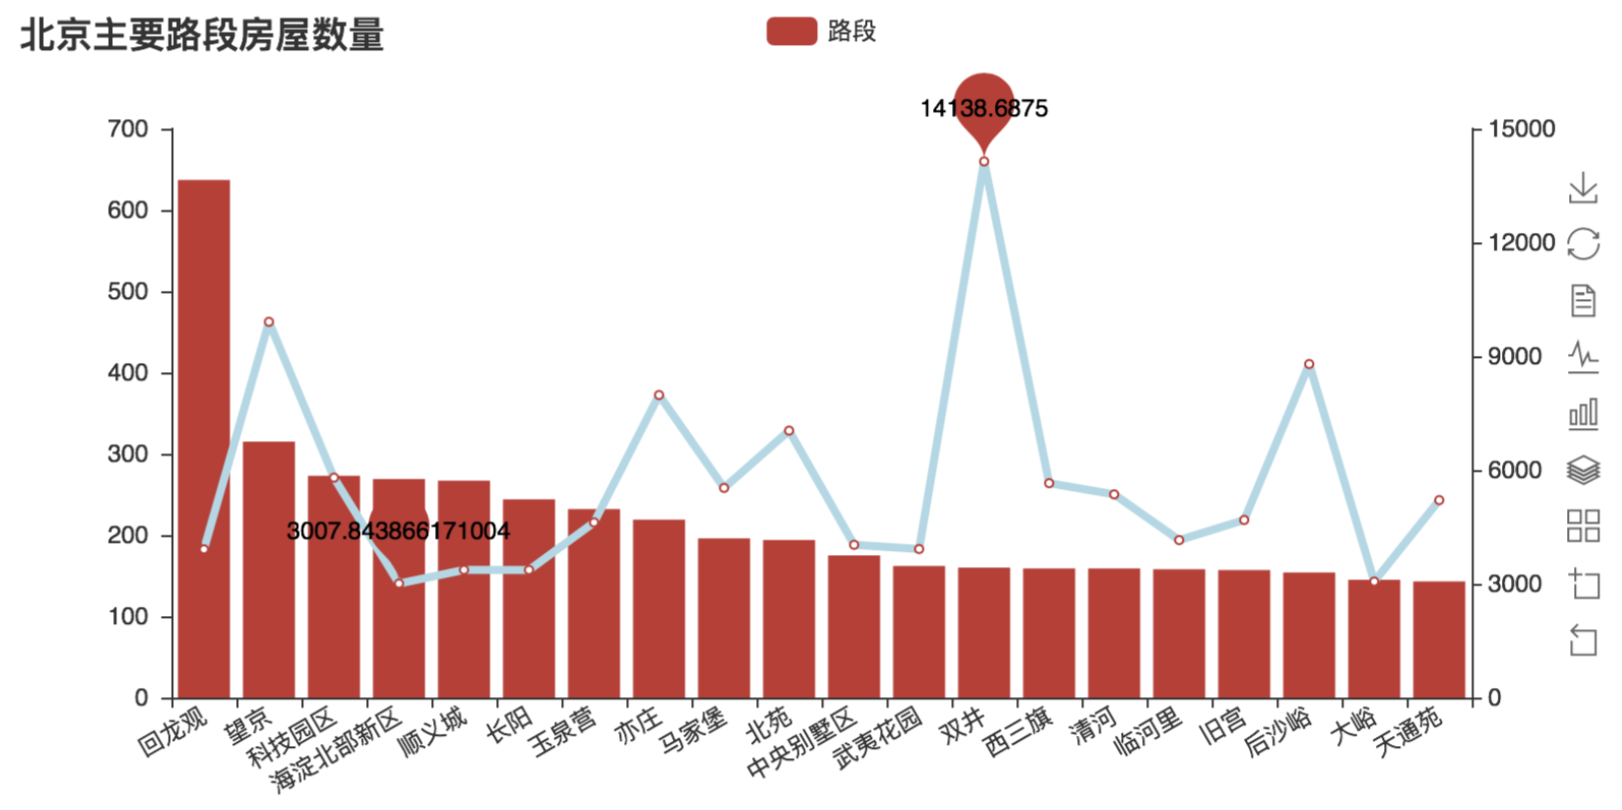 北京主要路段房屋数量
路段
14138.6875
3007.843866171004
700
600
500
400
300
200
100
0
15000
12000
9000
6000
3000
0
回龙观
望京
科技园区
海淀北部新区
顺义城
长阳
玉泉营
亦庄
马家堡
北苑
中央别墅区
武夷花园
双井
西三旗
清河
临河里
旧宫
后沙峪
大峪
天通苑